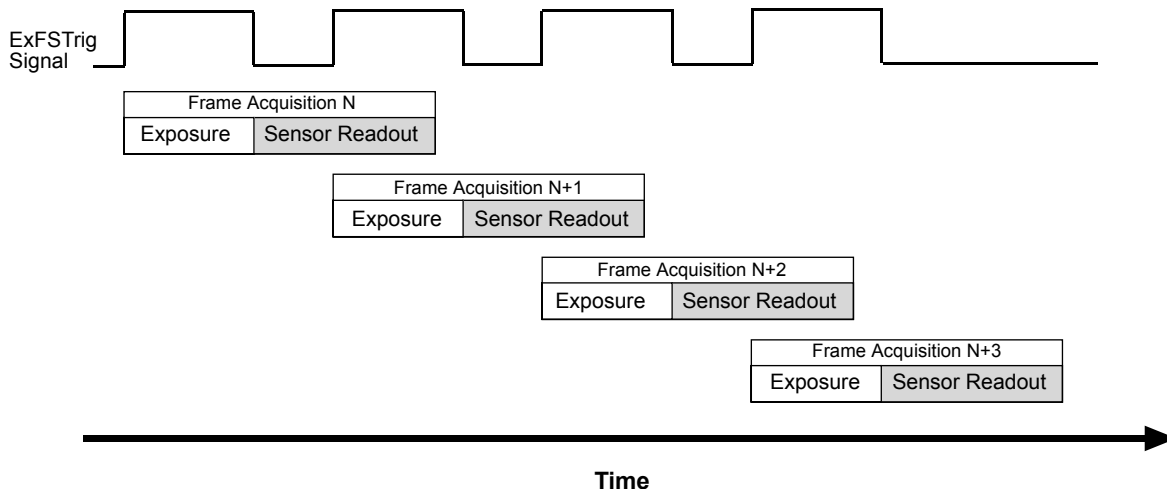 ExFSTrig
Signal
Frame Acquisition N
Exposure Sensor Readout
Frame Acquisition N+1
Exposure Sensor Readout
Frame Acquisition N+2
Exposure Sensor Readout
Frame Acquisition N+3
Exposure Sensor Readout
Time